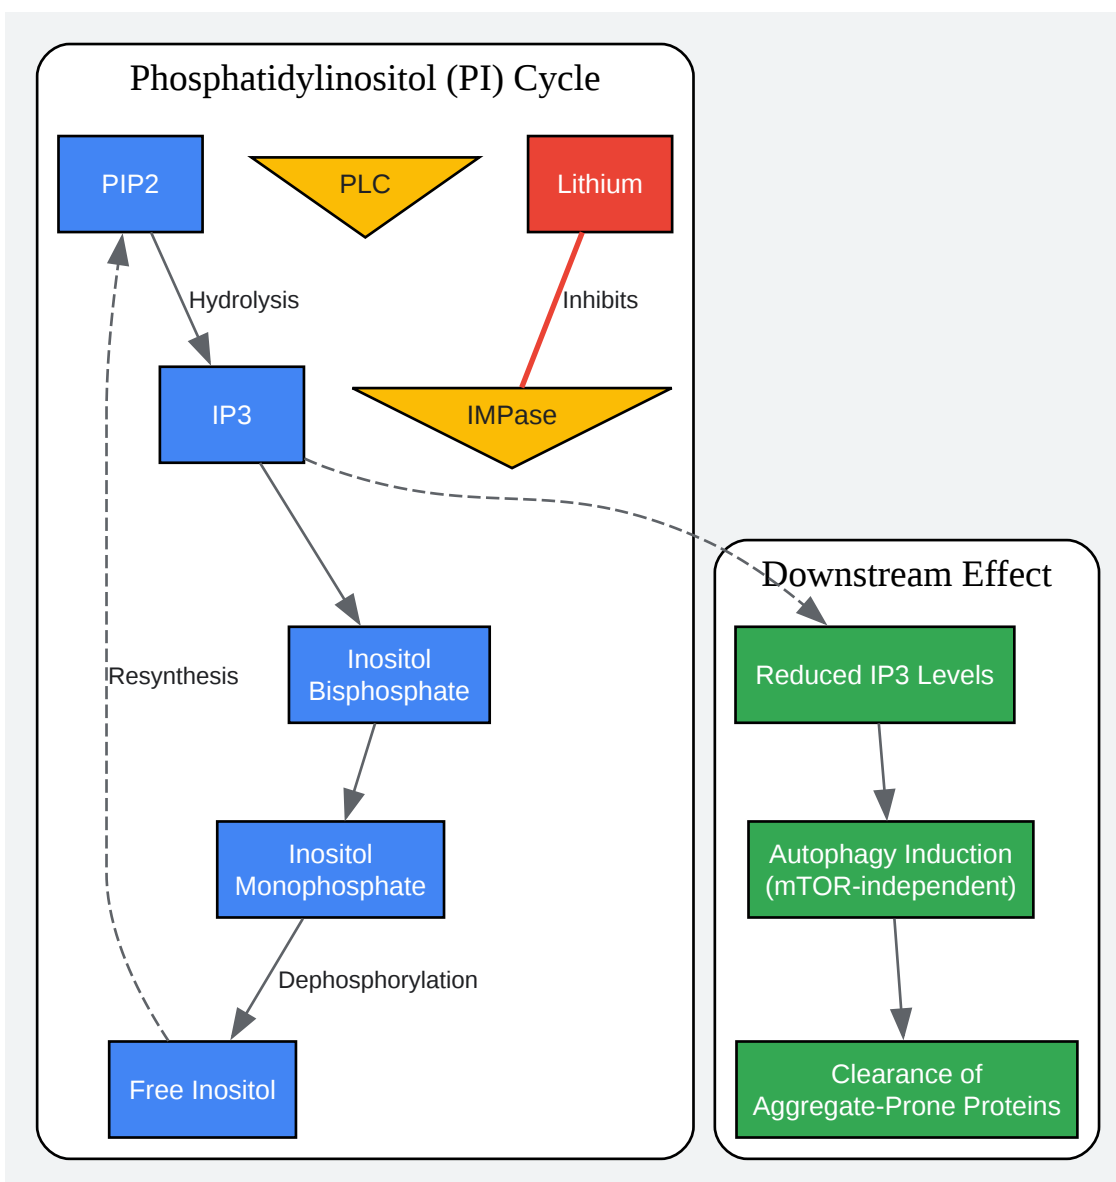 Phosphatidylinositol (PI) Cycle
PIP2
PLC
Lithium
Hydrolysis
Inhibits
IP3
IMPase
Inositol
Bisphosphate
Resynthesis
Inositol
Monophosphate
Dephosphorylation
Free Inositol
Downstream Effect
Reduced IP3 Levels
Autophagy Induction
(mTOR-independent)
Clearance of
Aggregate-Prone Proteins